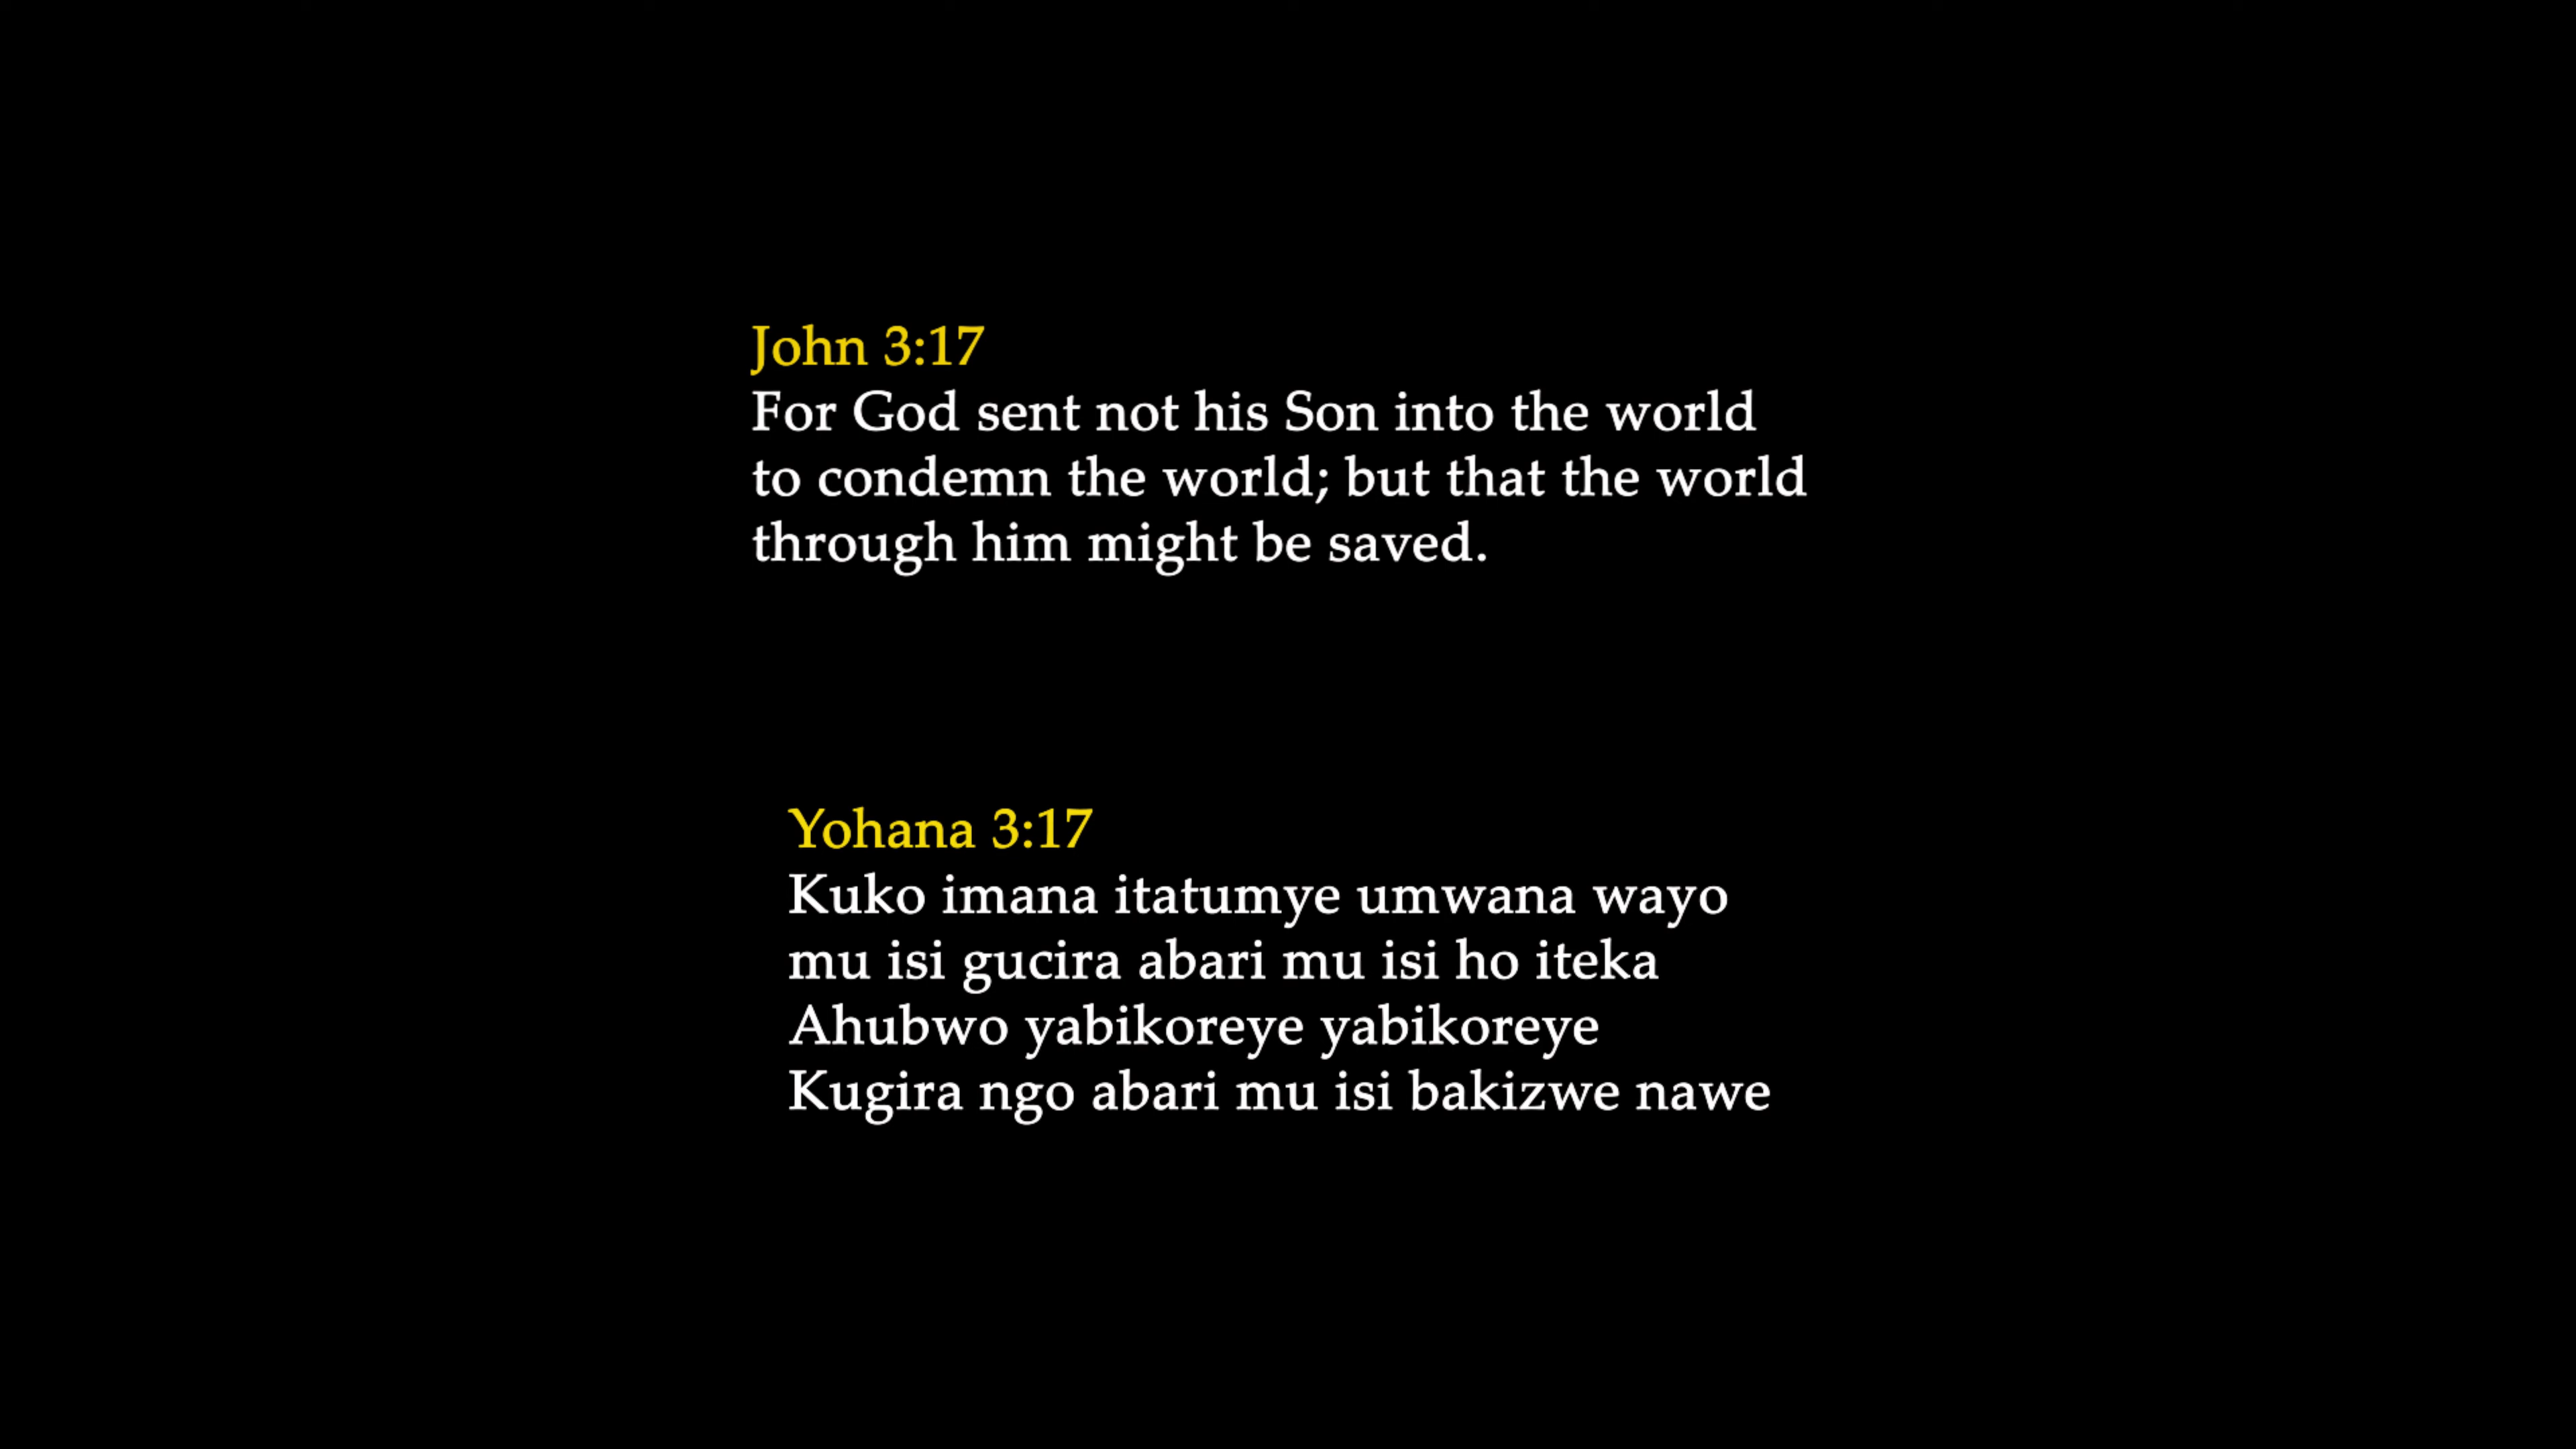 John 3:17
For God sent not his Son into the world
to condemn the world; but that the world
through him might be saved.
Yohana 3:17
Kuko imana itatumye umwana wayo
mu isi gucira abari mu isi ho iteka
Ahubwo yabikoreye yabikoreye
Kugira ngo abari mu isi bakizwe nawe